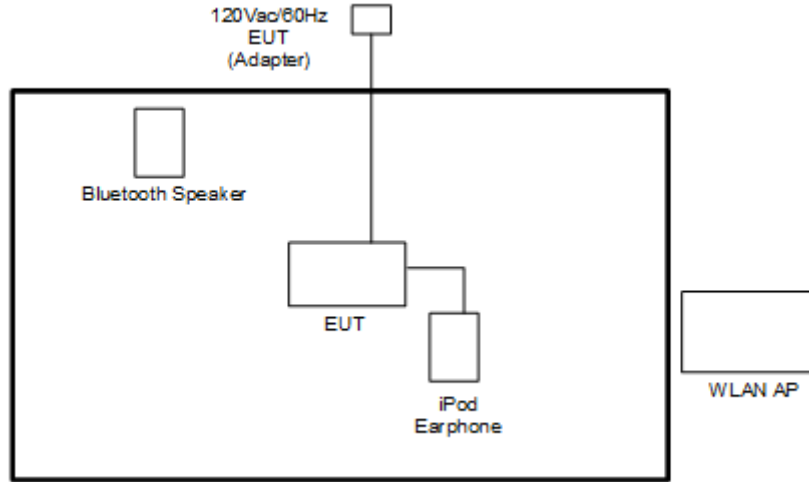 120Vac/60Hz
EUT
(Adapter)
Bluetooth Speaker
EUT
iPod
Earphone
WLAN AP